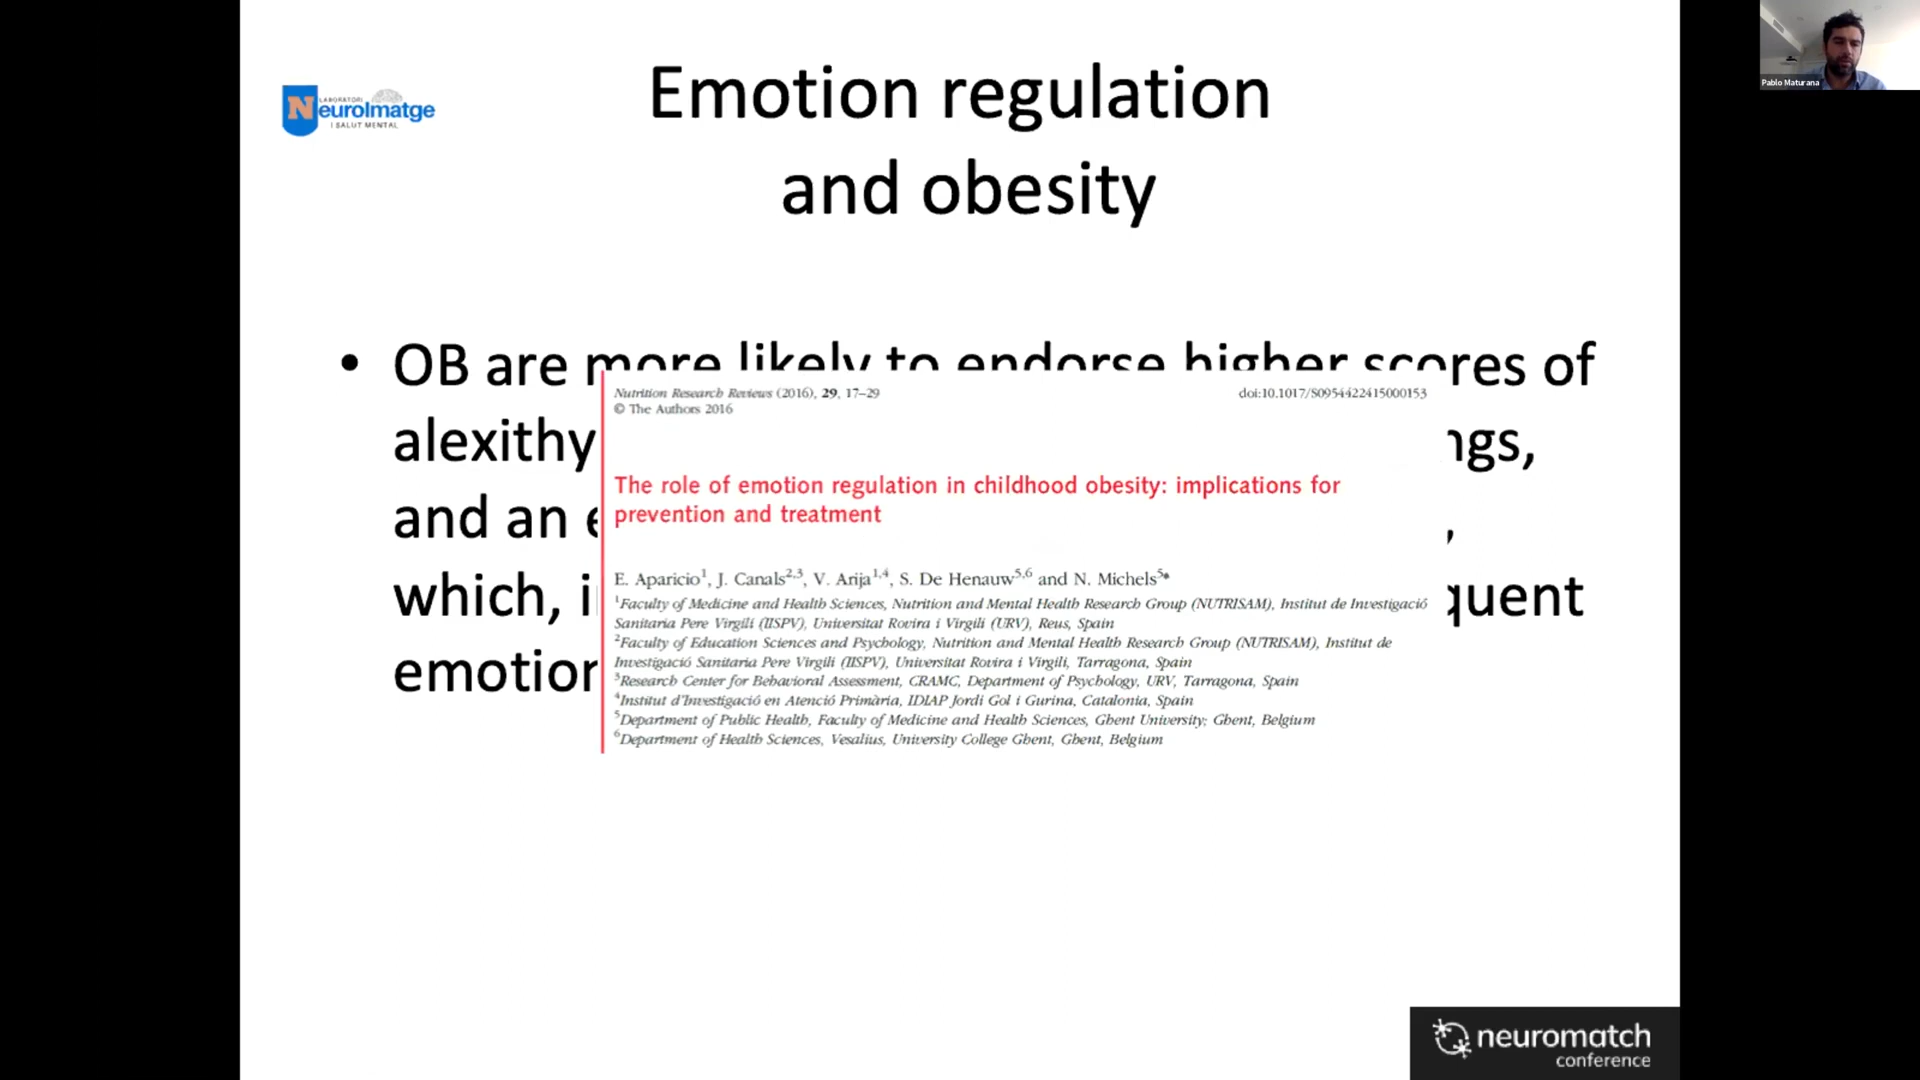 Emotion regulation
and obesity
LABORATORI
NeuroImatge
I SALUT MENTAL
Pablo Maturana
• OB are more likely to endorse higher scores of
alexithy ngs,
and an e ,
which, i quent
emotion
Nutrition Research Reviews (2016), 29, 17–29 doi:10.1017/S0954422415000153
© The Authors 2016
The role of emotion regulation in childhood obesity: implications for
prevention and treatment
E. Aparicio1, J. Canals2,3, V. Arija1,4, S. De Henauw5,6 and N. Michels5*
1Faculty of Medicine and Health Sciences, Nutrition and Mental Health Research Group (NUTRISAM), Institut de Investigació
Sanitaria Pere Virgili (IISPV), Universitat Rovira i Virgili (URV), Reus, Spain
2Faculty of Education Sciences and Psychology, Nutrition and Mental Health Research Group (NUTRISAM), Institut de
Investigació Sanitaria Pere Virgili (IISPV), Universitat Rovira i Virgili, Tarragona, Spain
3Research Center for Behavioral Assessment, CRAMC, Department of Psychology, URV, Tarragona, Spain
4Institut d'Investigació en Atenció Primària, IDIAP Jordi Gol i Gurina, Catalonia, Spain
5Department of Public Health, Faculty of Medicine and Health Sciences, Ghent University; Ghent, Belgium
6Department of Health Sciences, Vesalius, University College Ghent, Ghent, Belgium
neuromatch
conference